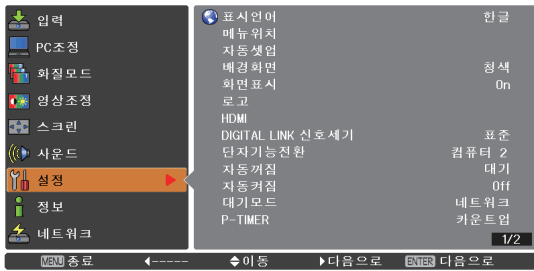 입력
PC조정
화질모드
영상조정
스크린
사운드
설정
정보
네트워크
표시언어 한글
메뉴위치
자동셋업
배경화면 청색
화면표시 On
로고
HDMI
DIGITAL LINK 신호세기 표준
단자기능전환 컴퓨터 2
자동꺼짐 대기
자동켜짐 Off
대기모드 네트워크
P-TIMER 카운트업
1/2
MENU 종료 ----- 이동 다음으로 ENTER 다음으로